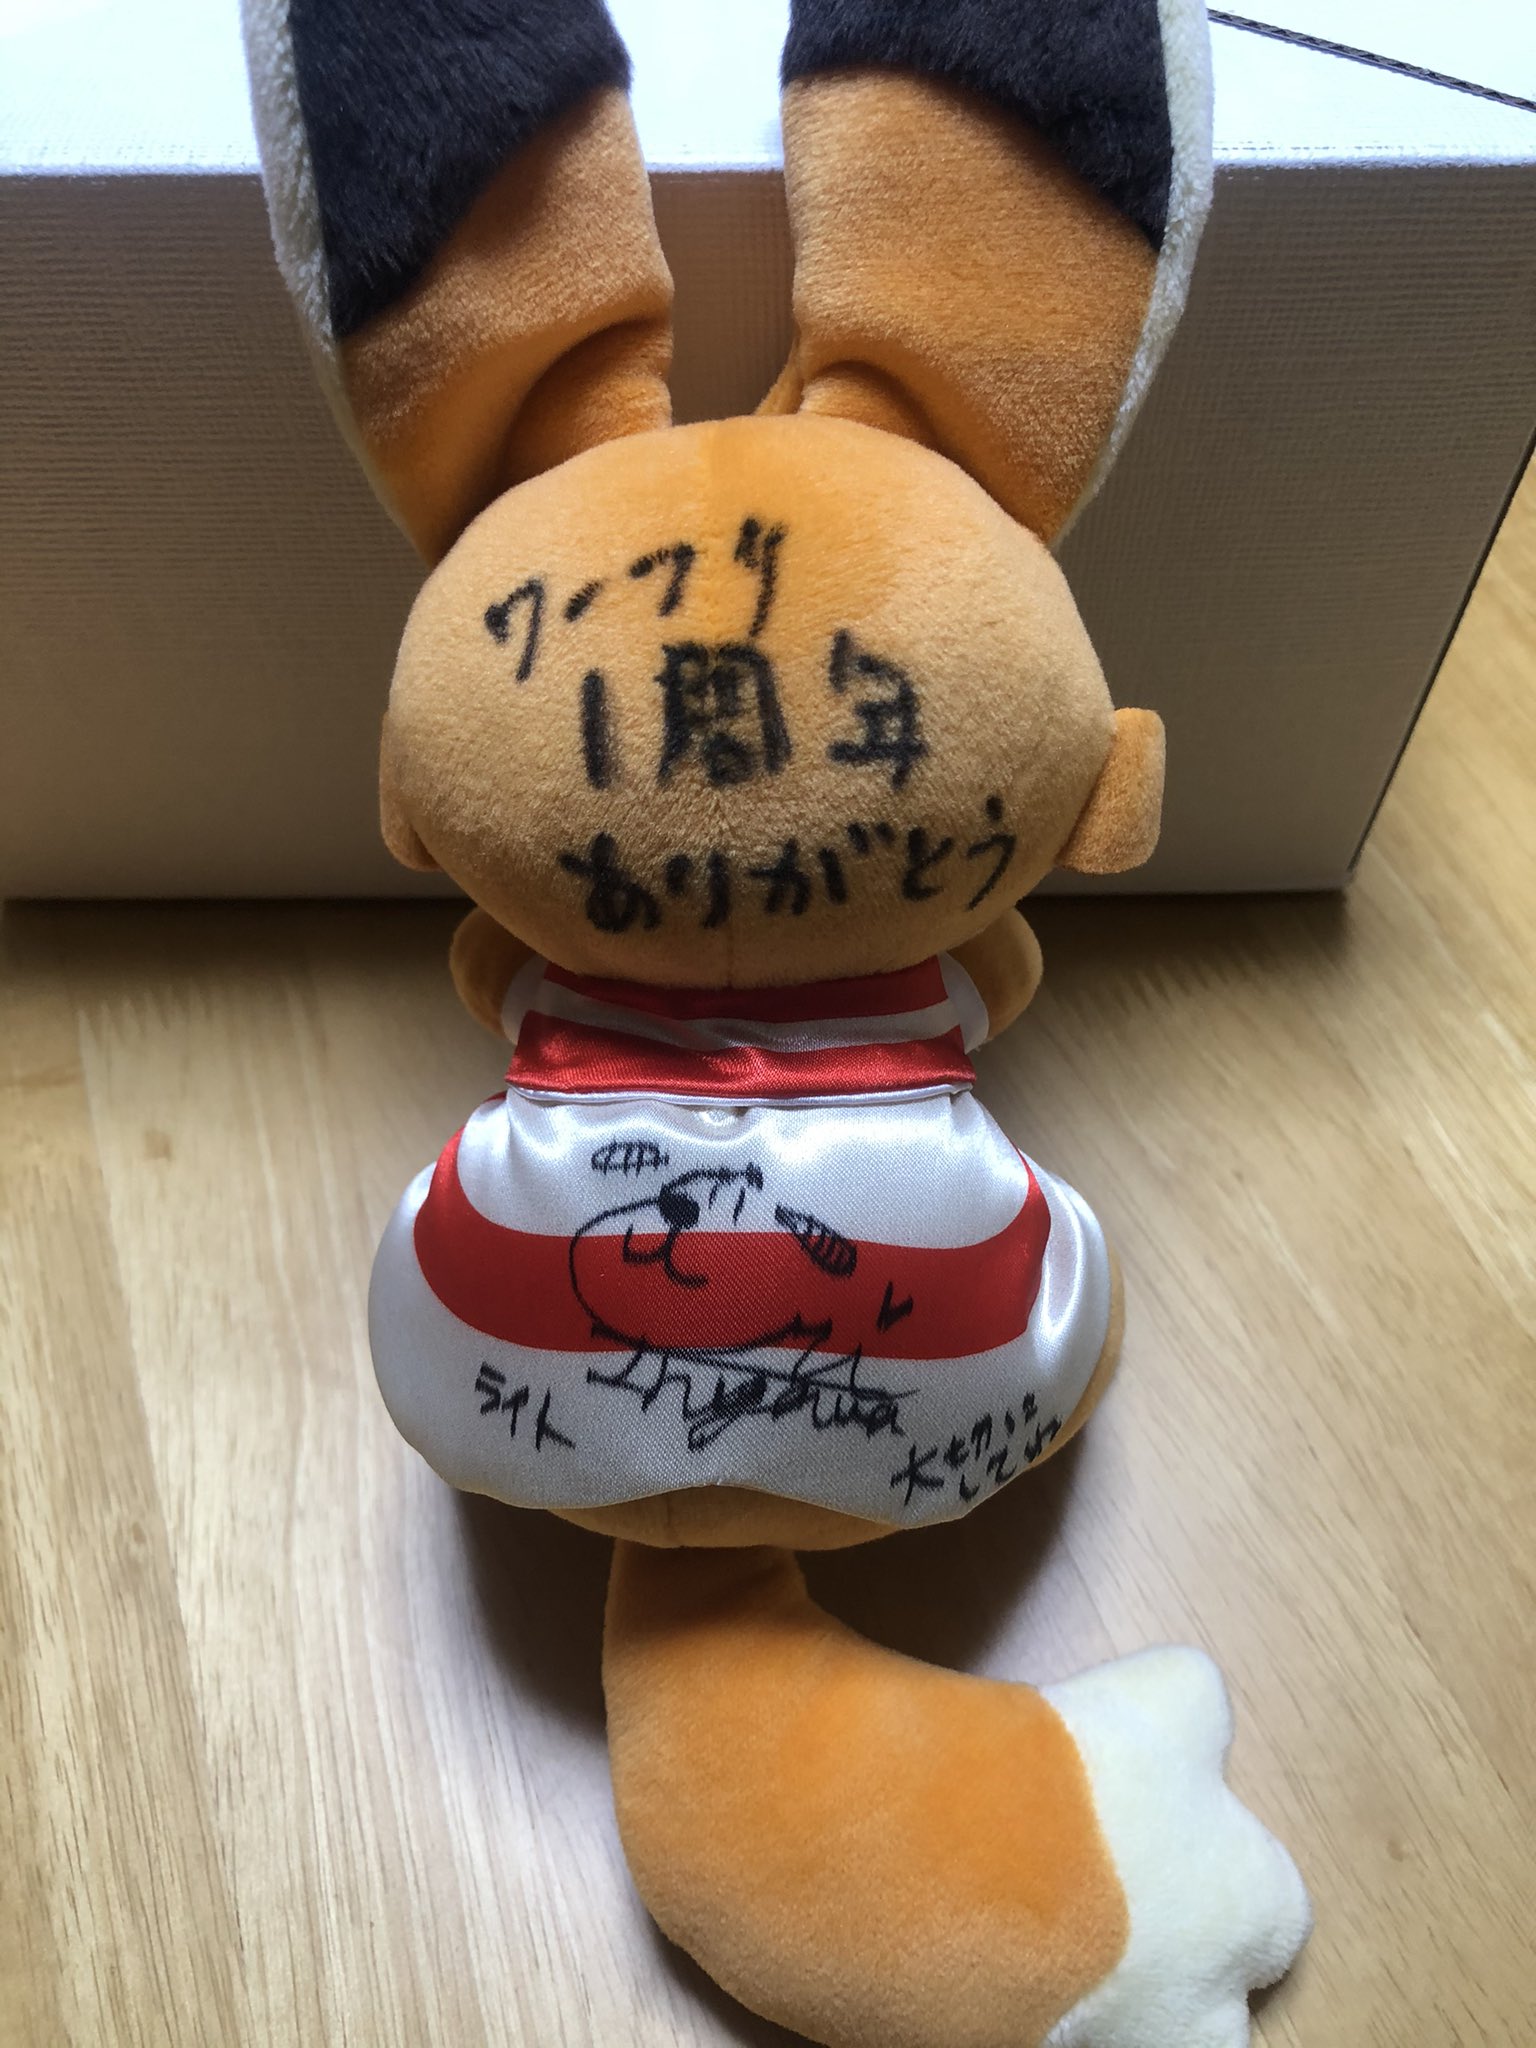 ワーフリ
1周年
ありがとう
ライト
大切に
してね